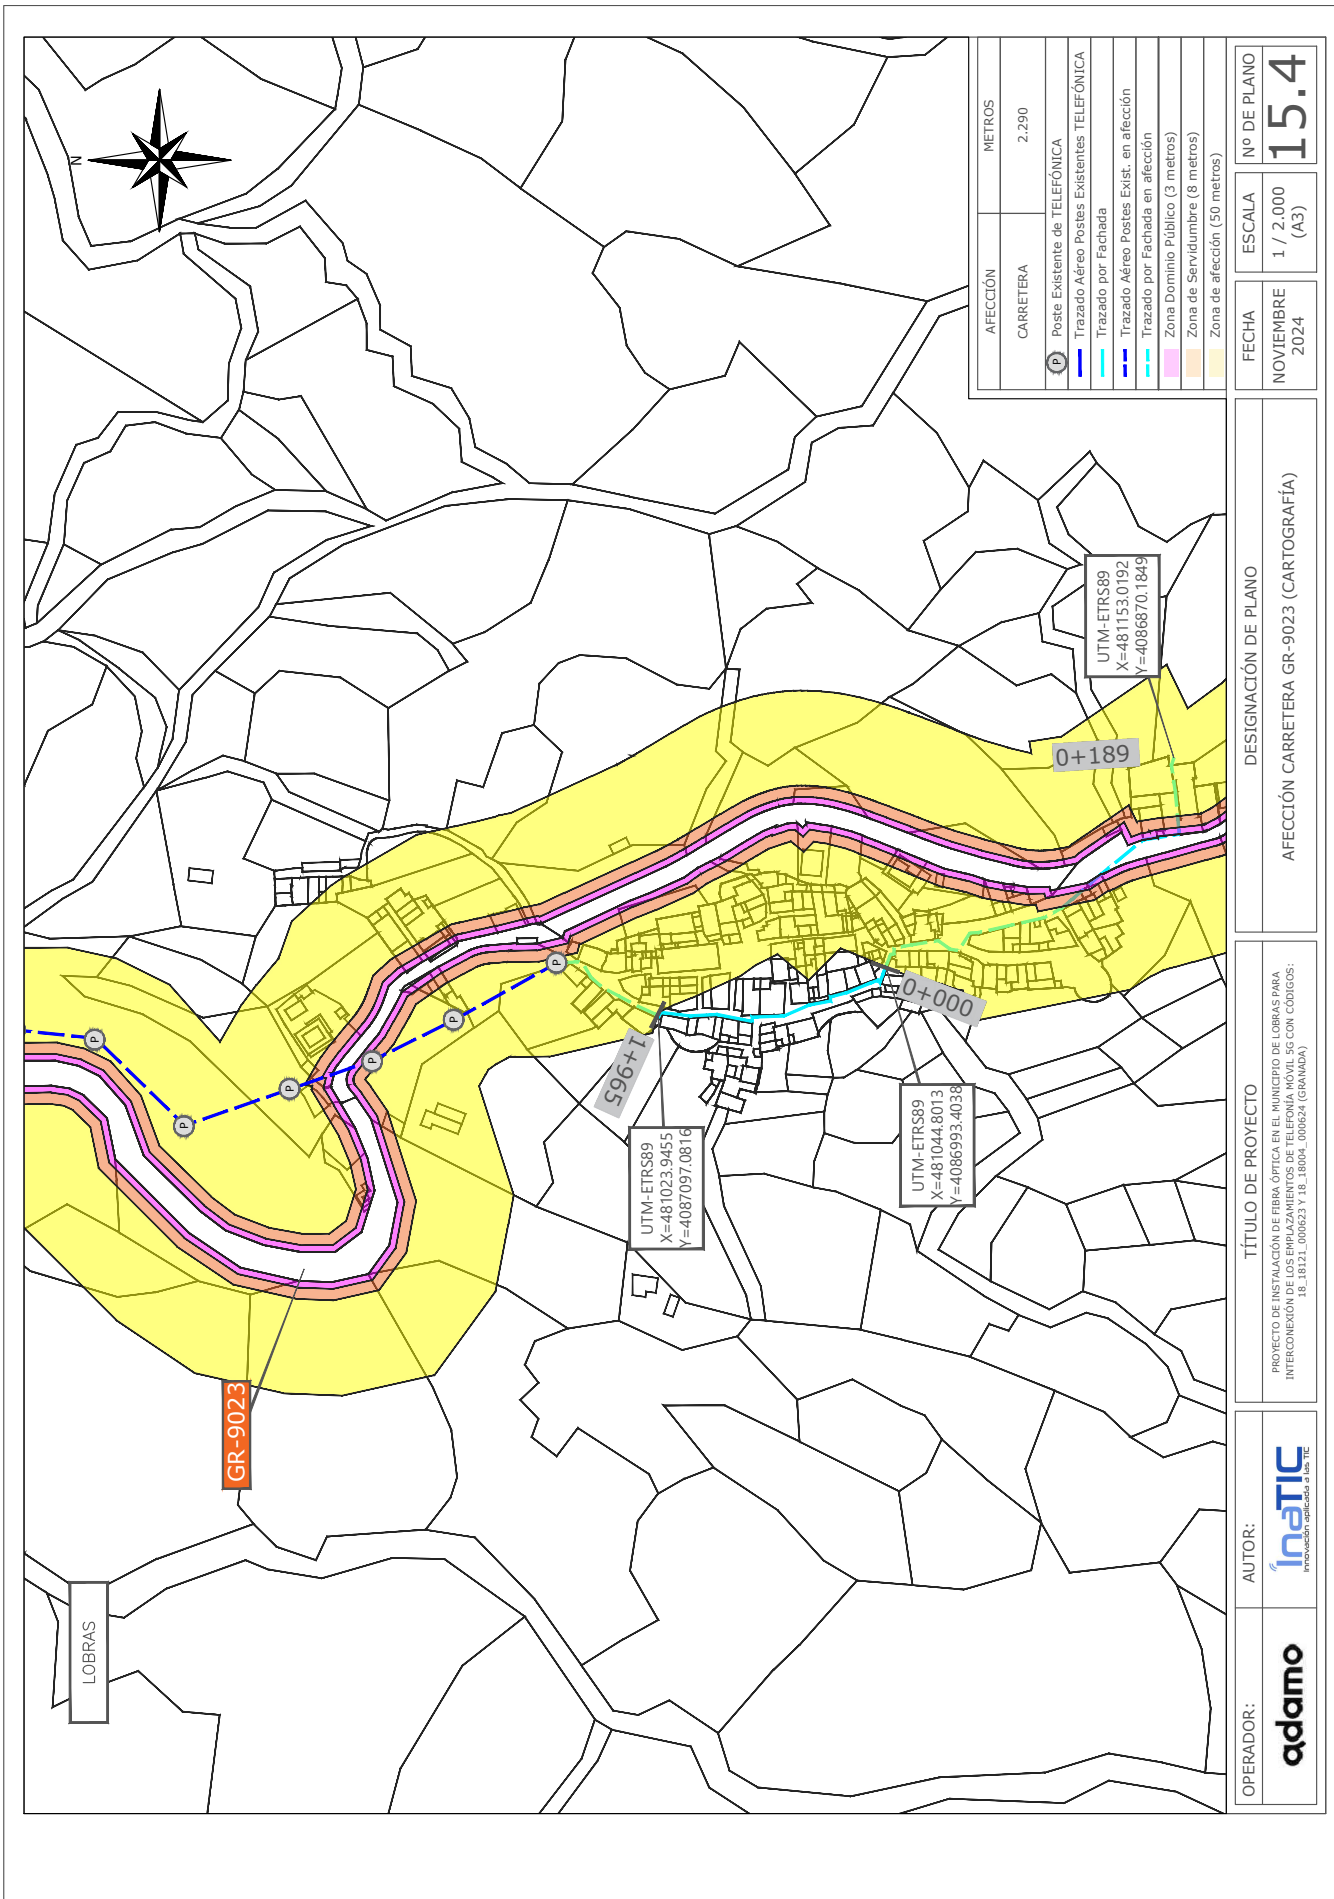 LOBRAS
GR-9023
N
1+965
0+000
0+189
UTM-ETRS89
X=481023.9455
Y=4087097.0816
UTM-ETRS89
X=481044.8013
Y=4086993.4038
UTM-ETRS89
X=481153.0192
Y=4086870.1849
P
P
P
P
P
P
AFECCIÓN
METROS
CARRETERA
2.290
P
Poste Existente de TELEFÓNICA
Trazado Aéreo Postes Existentes TELEFÓNICA
Trazado por Fachada
Trazado Aéreo Postes Exist. en afección
Trazado por Fachada en afección
Zona Dominio Público (3 metros)
Zona de Servidumbre (8 metros)
Zona de afección (50 metros)
OPERADOR:
adamo
AUTOR:
inaTIC
Innovación aplicada a las TIC
TÍTULO DE PROYECTO
PROYECTO DE INSTALACIÓN DE FIBRA ÓPTICA EN EL MUNICIPIO DE LOBRAS PARA
INTERCONEXIÓN DE LOS EMPLAZAMIENTOS DE TELEFONÍA MÓVIL 5G CON CÓDIGOS:
18_18121_000623 Y 18_18004_000624 (GRANADA)
DESIGNACIÓN DE PLANO
AFECCIÓN CARRETERA GR-9023 (CARTOGRAFÍA)
FECHA
NOVIEMBRE
2024
ESCALA
1 / 2.000
(A3)
Nº DE PLANO
15.4